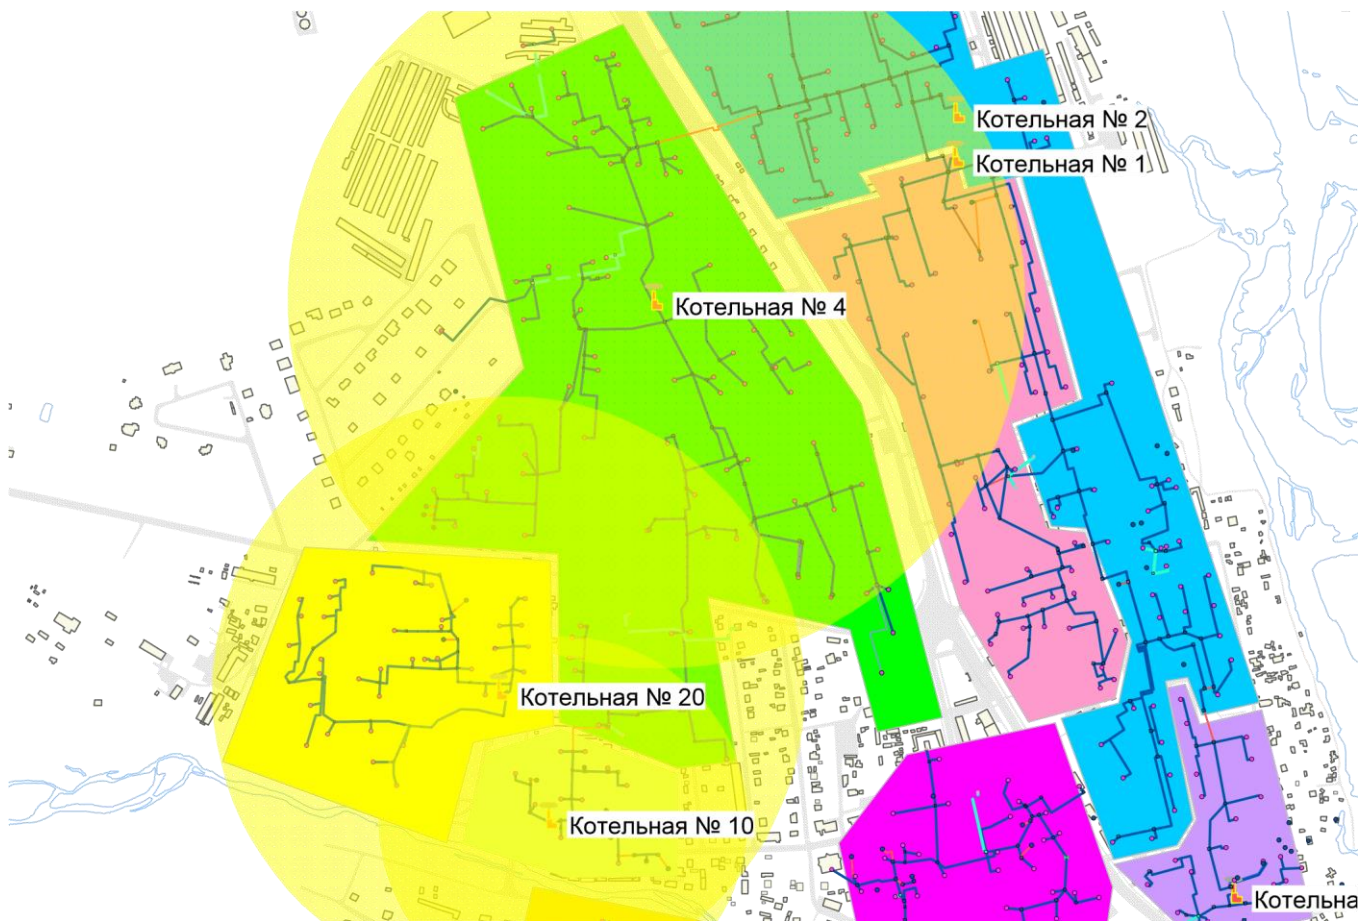 Котельная № 2
Котельная № 1
Котельная № 4
Котельная № 20
Котельная № 10
Котельна